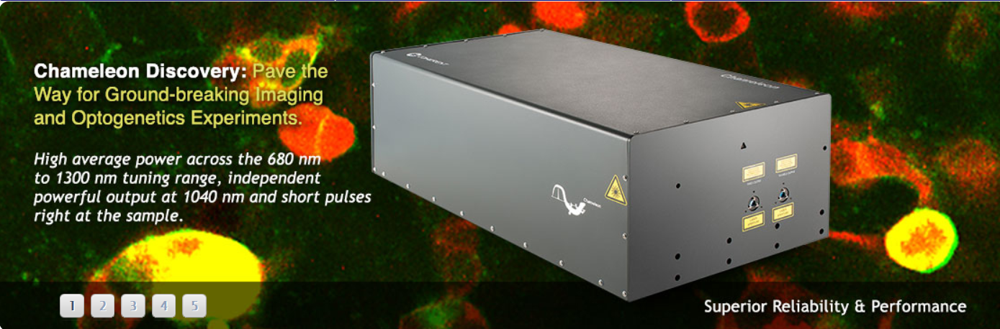 Chameleon Discovery: Pave the
Way for Ground-breaking Imaging
and Optogenetics Experiments.
High average power across the 680 nm
to 1300 nm tuning range, independent
powerful output at 1040 nm and short pulses
right at the sample.
COHERENT
Chameleon
Chameleon
1 2 3 4 5
Superior Reliability & Performance